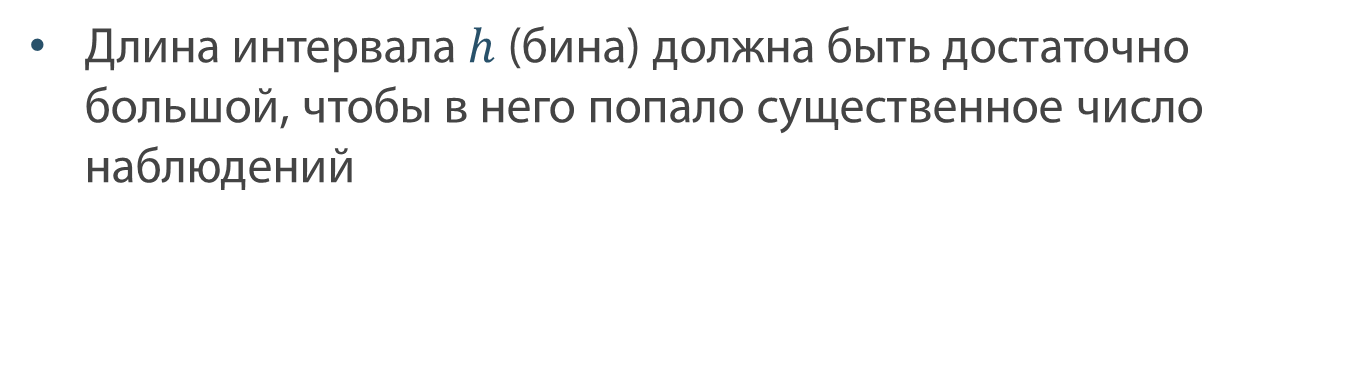 • Длина интервала h (бина) должна быть достаточно
большой, чтобы в него попало существенное число
наблюдений